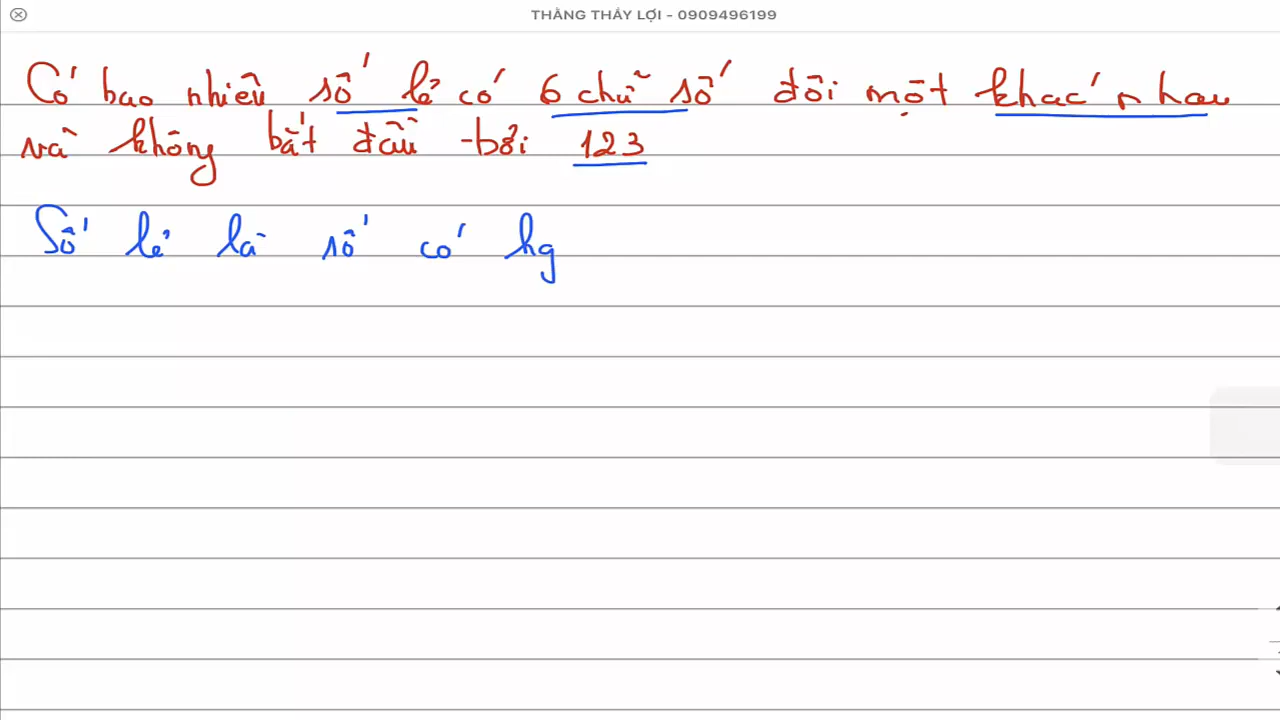 THẮNG THẦY LỢI - 0909496199
Có bao nhiêu số lẻ có 6 chữ số đôi một khác nhau
và không bắt đầu bởi 123
Số lẻ là số có hg